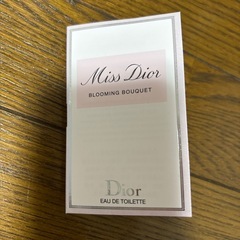 Miss Dior
BLOOMING BOUQUET
Dior
EAU DE TOILETTE